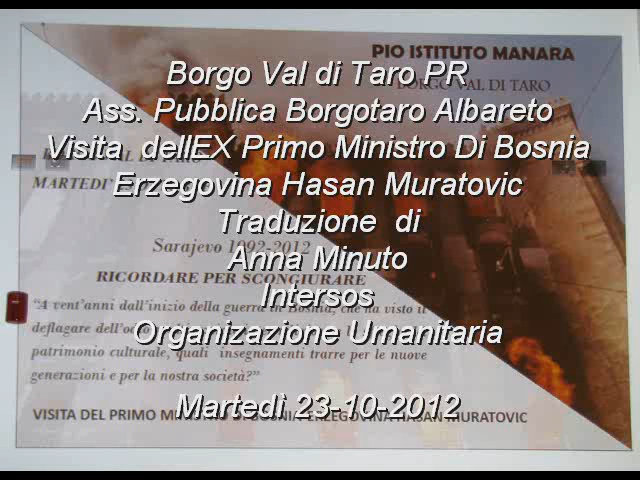 PIO ISTITUTO MANARA
BORGO VAL DI TARO
Borgo Val di Taro PR
Ass. Pubblica Borgotaro Albareto
Visita dellEX Primo Ministro Di Bosnia
Erzegovina Hasan Muratovic
Traduzione di
Anna Minuto
Intersos
Organizazione Umanitaria
Martedì 23-10-2012
MARTEDI'
Sarajevo 1992-2012
RICORDARE PER SCONGIURARE
“A vent'anni dall'inizio della guerra in Bosnia, che ha visto il
deflagare dell'odio
patrimonio culturale, quali insegnamenti trarre per le nuove
generazioni e per la nostra società?”
VISITA DEL PRIMO MINISTRO DI BOSNIA ERZEGOVINA HASAN MURATOVIC